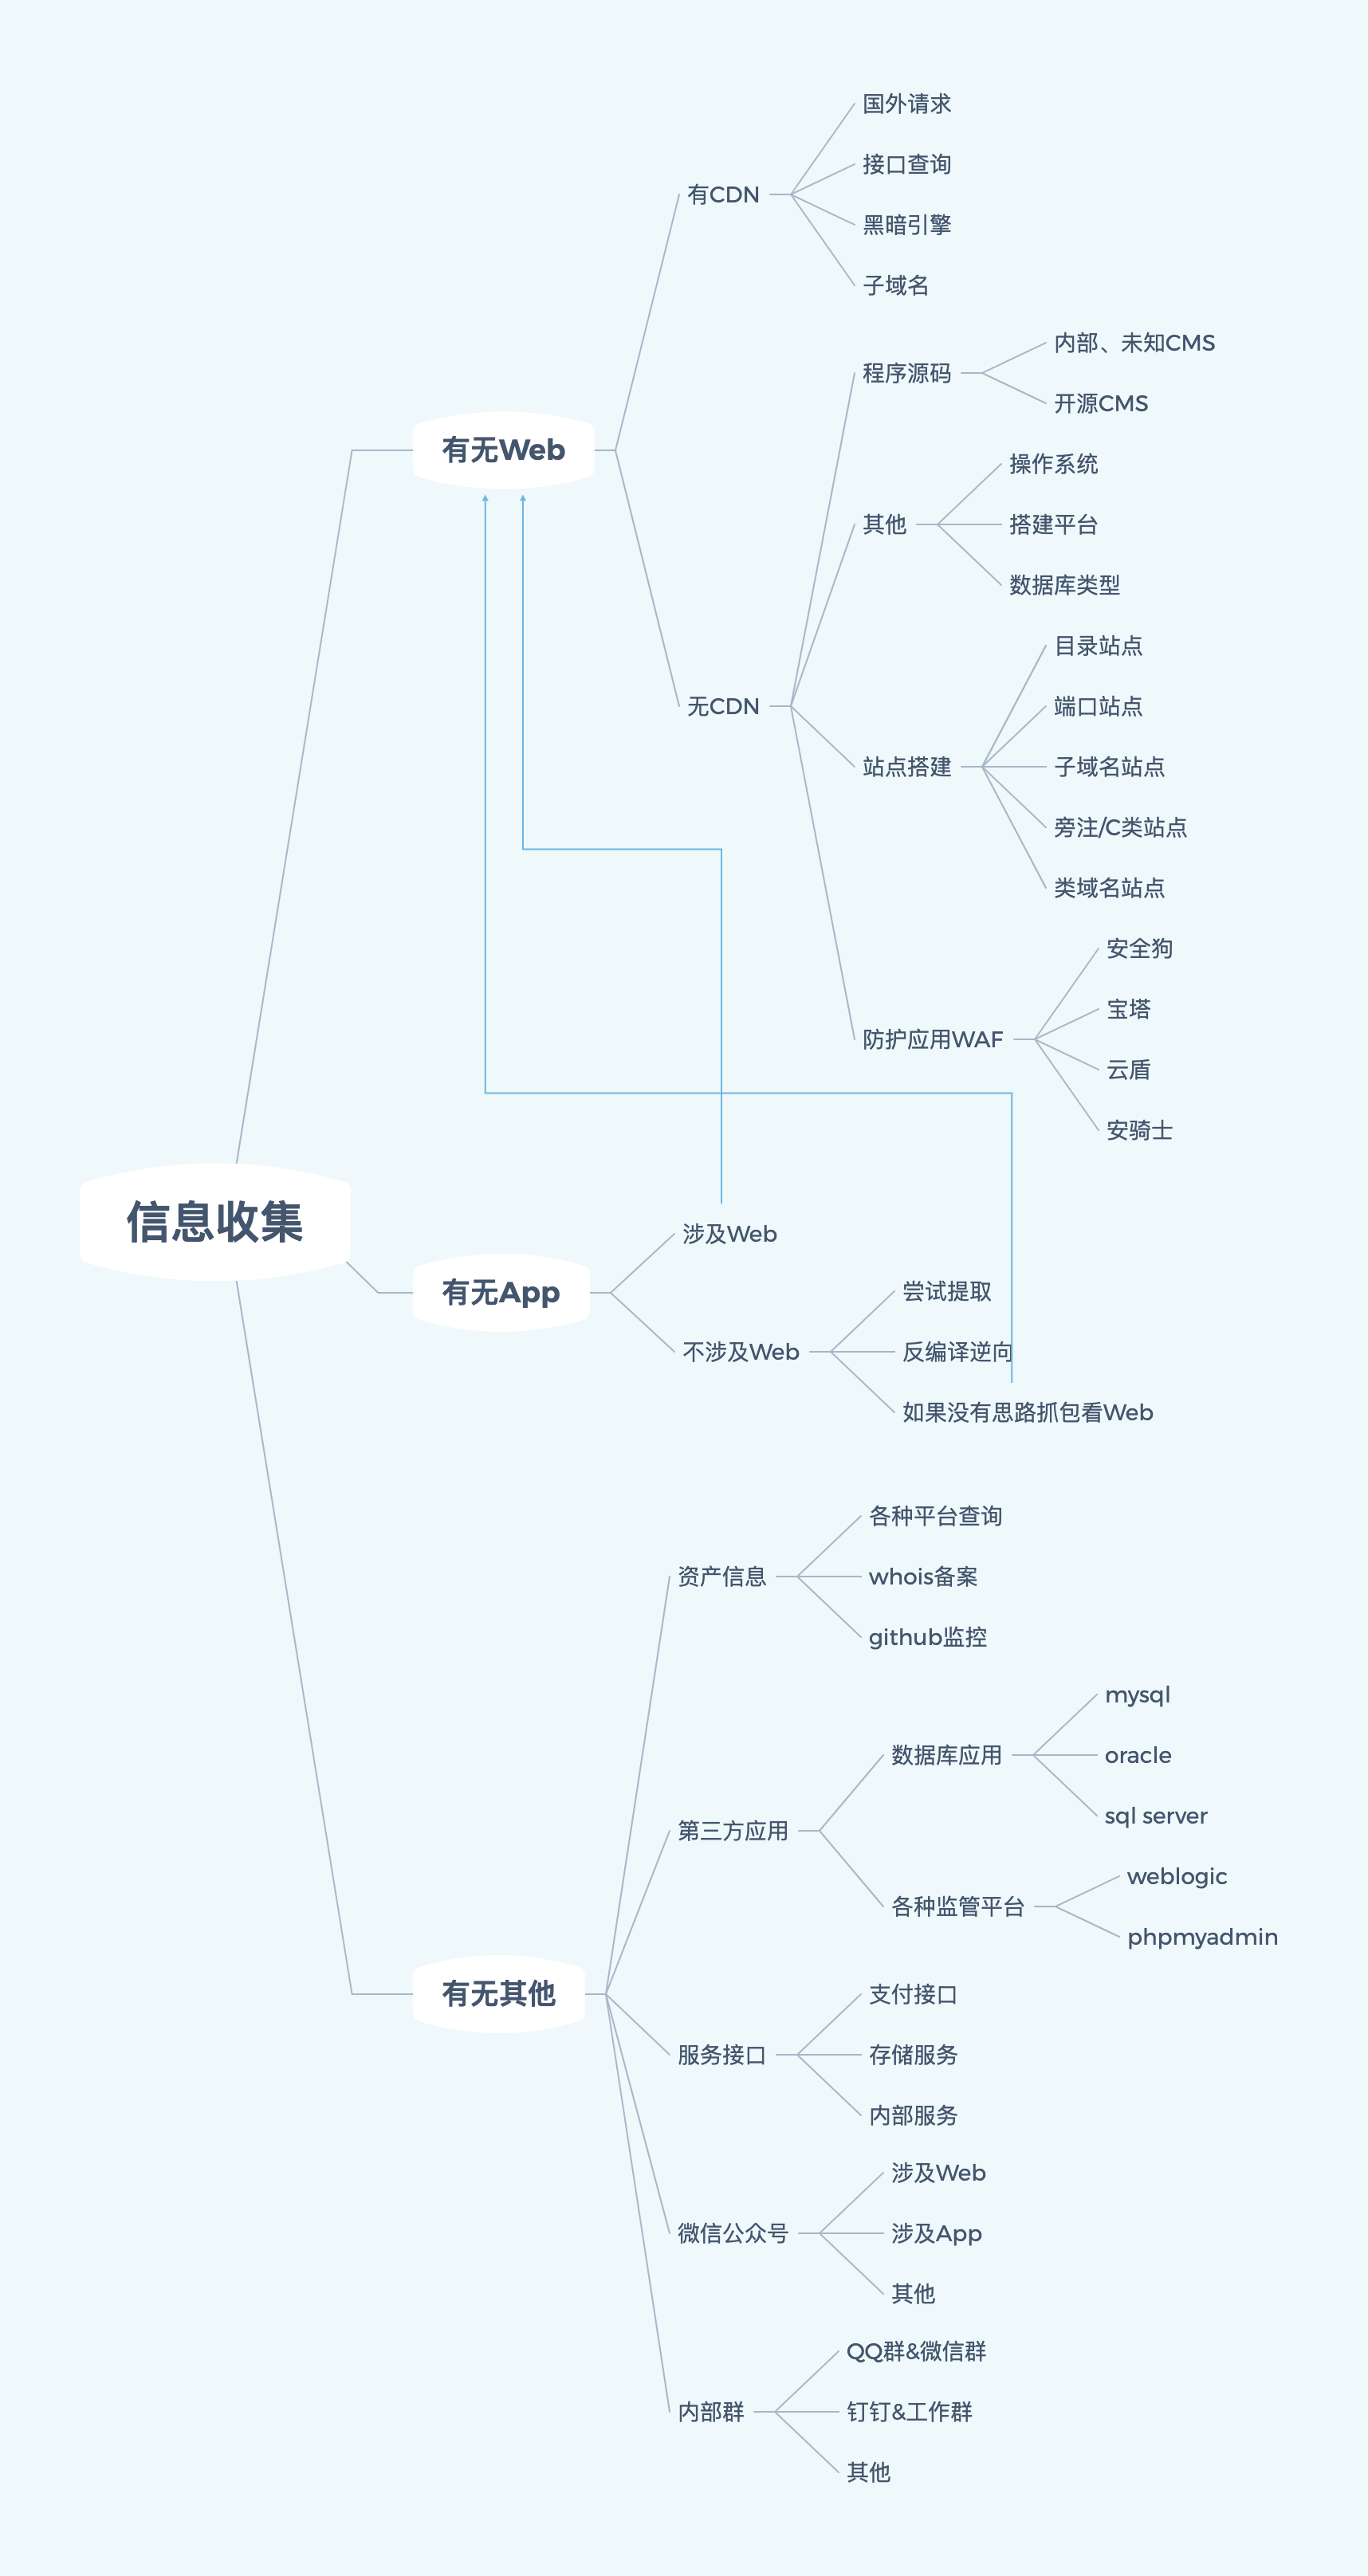 信息收集
有无Web
有CDN
国外请求
接口查询
黑暗引擎
子域名
无CDN
程序源码
内部、未知CMS
开源CMS
其他
操作系统
搭建平台
数据库类型
站点搭建
目录站点
端口站点
子域名站点
旁注/C类站点
类域名站点
防护应用WAF
安全狗
宝塔
云盾
安骑士
有无App
涉及Web
不涉及Web
尝试提取
反编译逆向
如果没有思路抓包看Web
有无其他
资产信息
各种平台查询
whois备案
github监控
第三方应用
数据库应用
mysql
oracle
sql server
各种监管平台
weblogic
phpmyadmin
服务接口
支付接口
存储服务
内部服务
微信公众号
涉及Web
涉及App
其他
内部群
QQ群&微信群
钉钉&工作群
其他